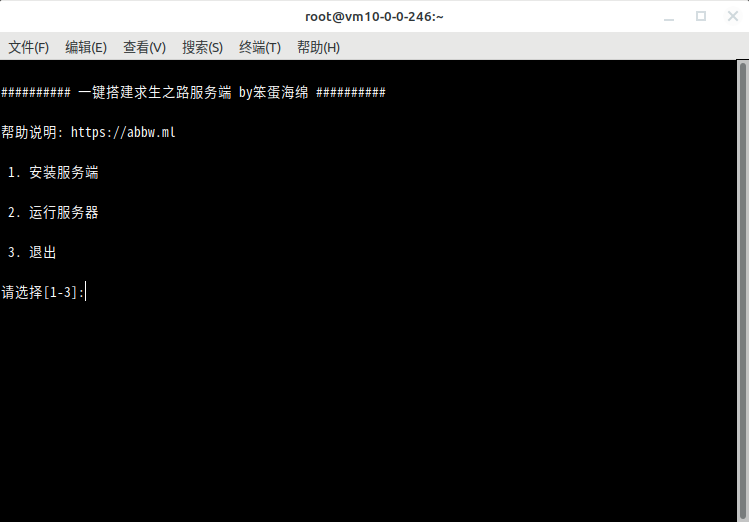 root@vm10-0-0-246:~
文件(F) 编辑(E) 查看(V) 搜索(S) 终端(T) 帮助(H)
########## 一键搭建求生之路服务端 by笨蛋海绵 ##########
帮助说明: https://abbw.ml
1. 安装服务端
2. 运行服务器
3. 退出
请选择[1-3]: